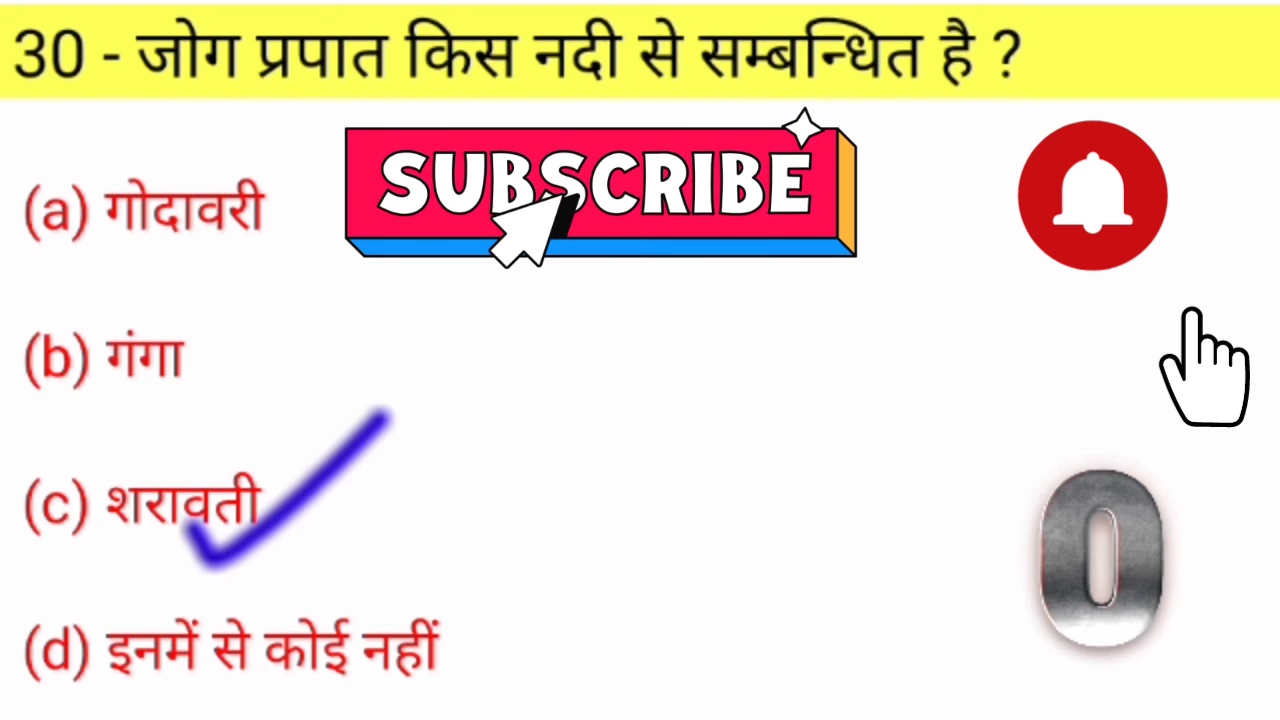 30 - जोग प्रपात किस नदी से सम्बन्धित है ?
SUBSCRIBE
(a) गोदावरी
(b) गंगा
(c) शरावती
(d) इनमें से कोई नहीं
0